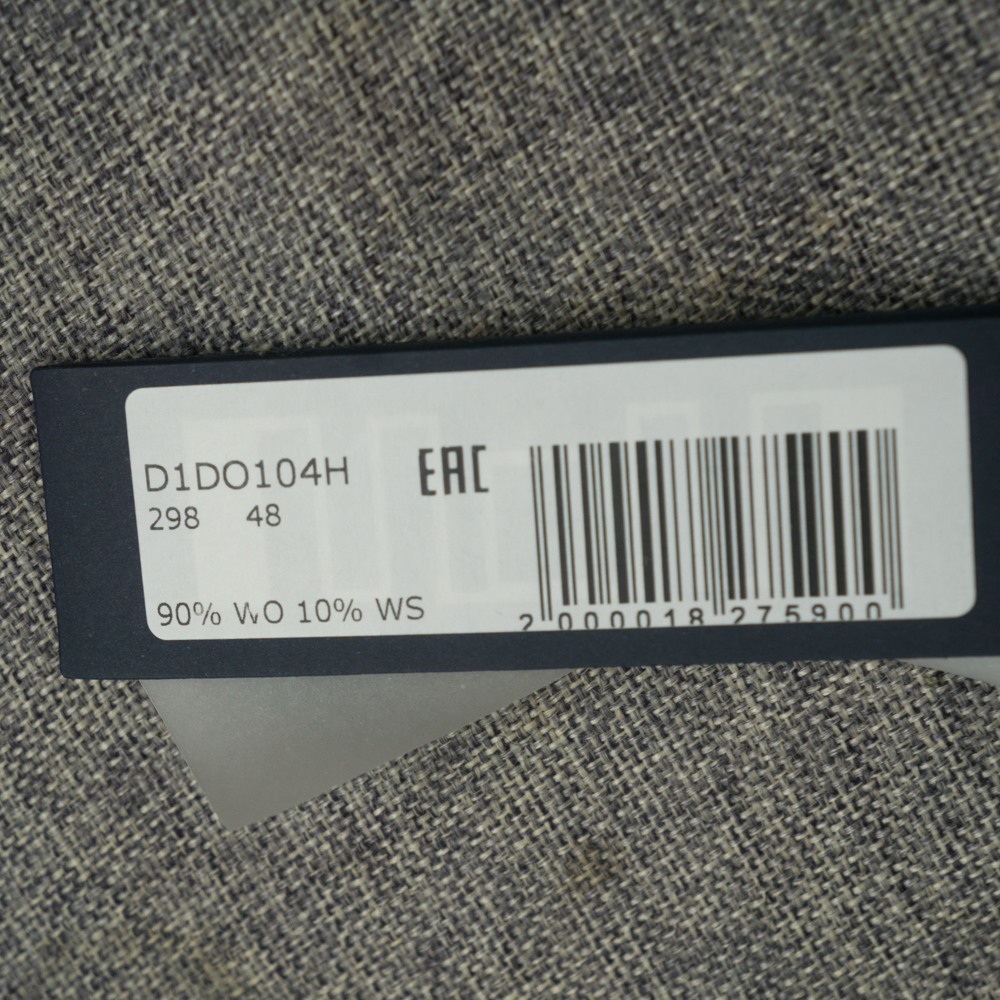 D1DO104H EAC
298 48
90% WO 10% WS
2 000018 275900